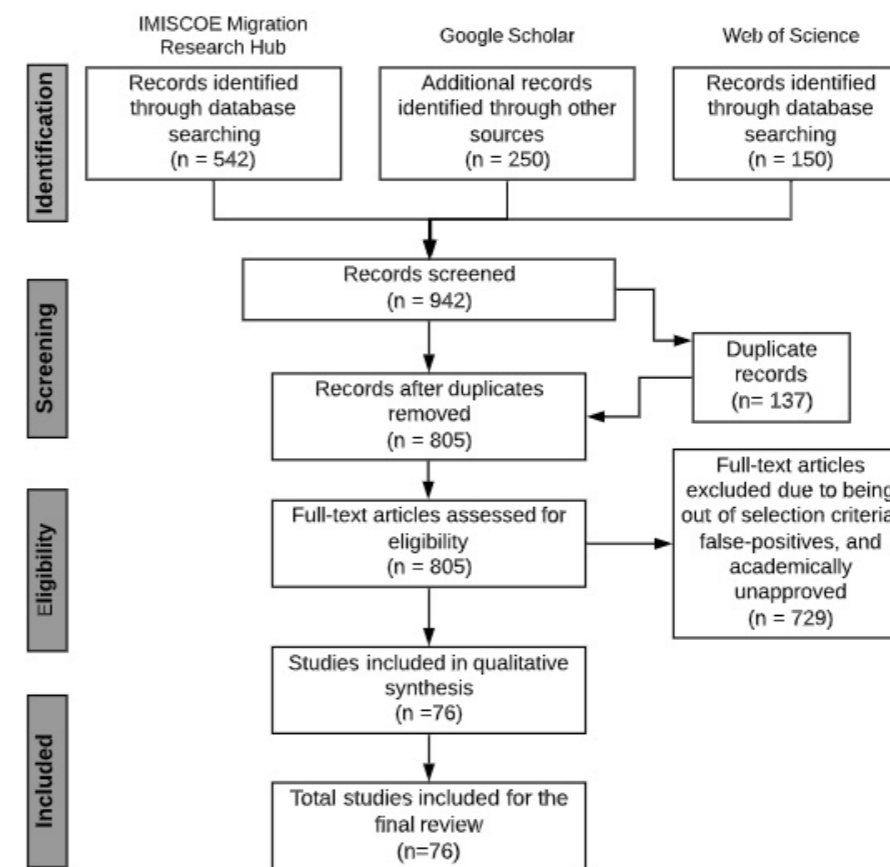 IMISCOE Migration
Research Hub
Google Scholar
Web of Science
Identification
Records identified
through database
searching
(n = 542)
Additional records
identified through other
sources
(n = 250)
Records identified
through database
searching
(n = 150)
Screening
Records screened
(n = 942)
Duplicate
records
(n= 137)
Records after duplicates
removed
(n = 805)
Eligibility
Full-text articles assessed for
eligibility
(n = 805)
Full-text articles
excluded due to being
out of selection criteria
false-positives, and
academically
unapproved
(n = 729)
Studies included in qualitative
synthesis
(n =76)
Included
Total studies included for the
final review
(n=76)